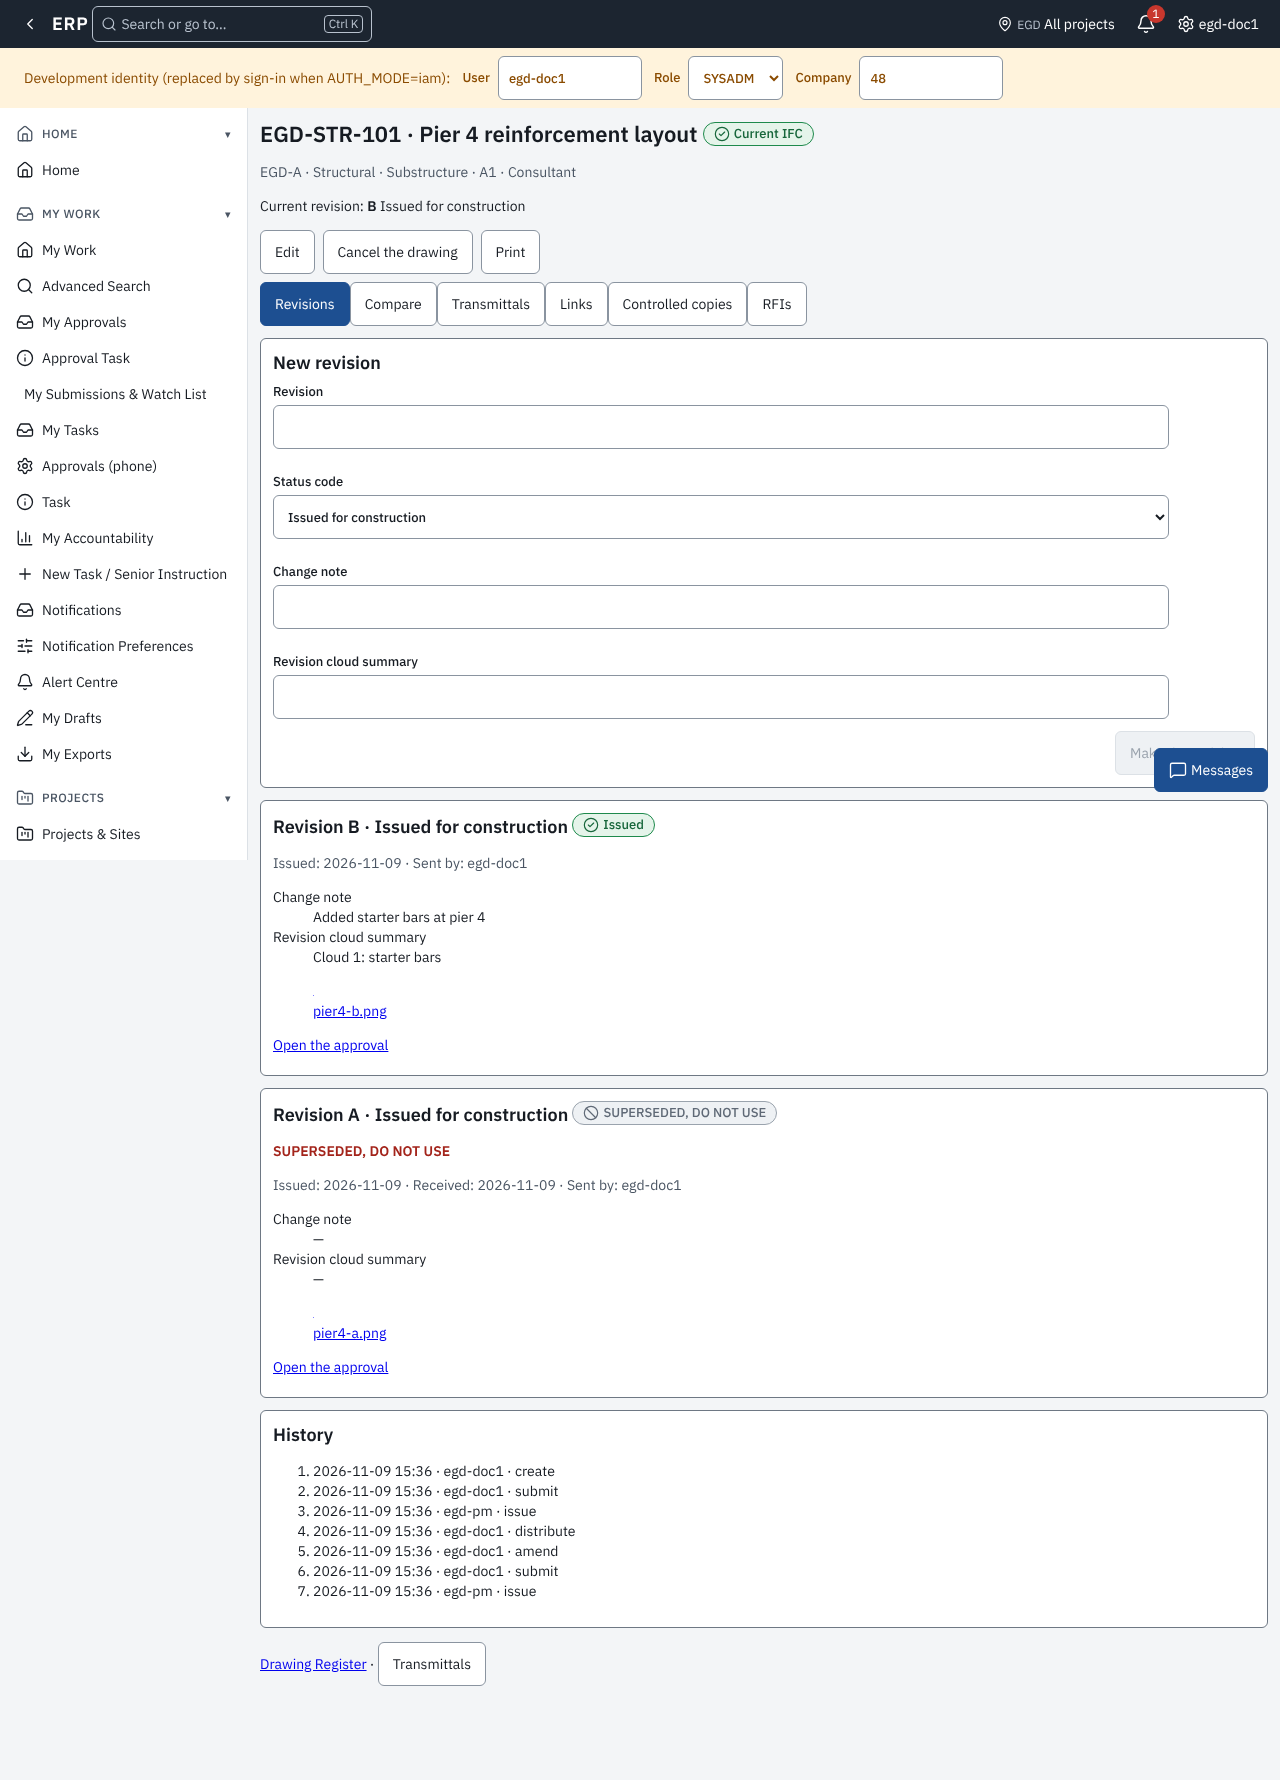 ERP
Search or go to...
Ctrl K
EGD All projects
1
egd-doc1
Development identity (replaced by sign-in when AUTH_MODE=iam):
User
egd-doc1
Role
SYSADM
Company
48
HOME
Home
MY WORK
My Work
Advanced Search
My Approvals
Approval Task
My Submissions & Watch List
My Tasks
Approvals (phone)
Task
My Accountability
New Task / Senior Instruction
Notifications
Notification Preferences
Alert Centre
My Drafts
My Exports
PROJECTS
Projects & Sites
EGD-STR-101 · Pier 4 reinforcement layout
Current IFC
EGD-A · Structural · Substructure · A1 · Consultant
Current revision: B Issued for construction
Edit
Cancel the drawing
Print
Revisions
Compare
Transmittals
Links
Controlled copies
RFIs
New revision
Revision
Status code
Issued for construction
Change note
Revision cloud summary
Messages
Revision B · Issued for construction
Issued
Issued: 2026-11-09 · Sent by: egd-doc1
Change note
Added starter bars at pier 4
Revision cloud summary
Cloud 1: starter bars
pier4-b.png
Open the approval
Revision A · Issued for construction
SUPERSEDED, DO NOT USE
SUPERSEDED, DO NOT USE
Issued: 2026-11-09 · Received: 2026-11-09 · Sent by: egd-doc1
Change note
—
Revision cloud summary
—
pier4-a.png
Open the approval
History
1. 2026-11-09 15:36 · egd-doc1 · create
2. 2026-11-09 15:36 · egd-doc1 · submit
3. 2026-11-09 15:36 · egd-pm · issue
4. 2026-11-09 15:36 · egd-doc1 · distribute
5. 2026-11-09 15:36 · egd-doc1 · amend
6. 2026-11-09 15:36 · egd-doc1 · submit
7. 2026-11-09 15:36 · egd-pm · issue
Drawing Register ·
Transmittals